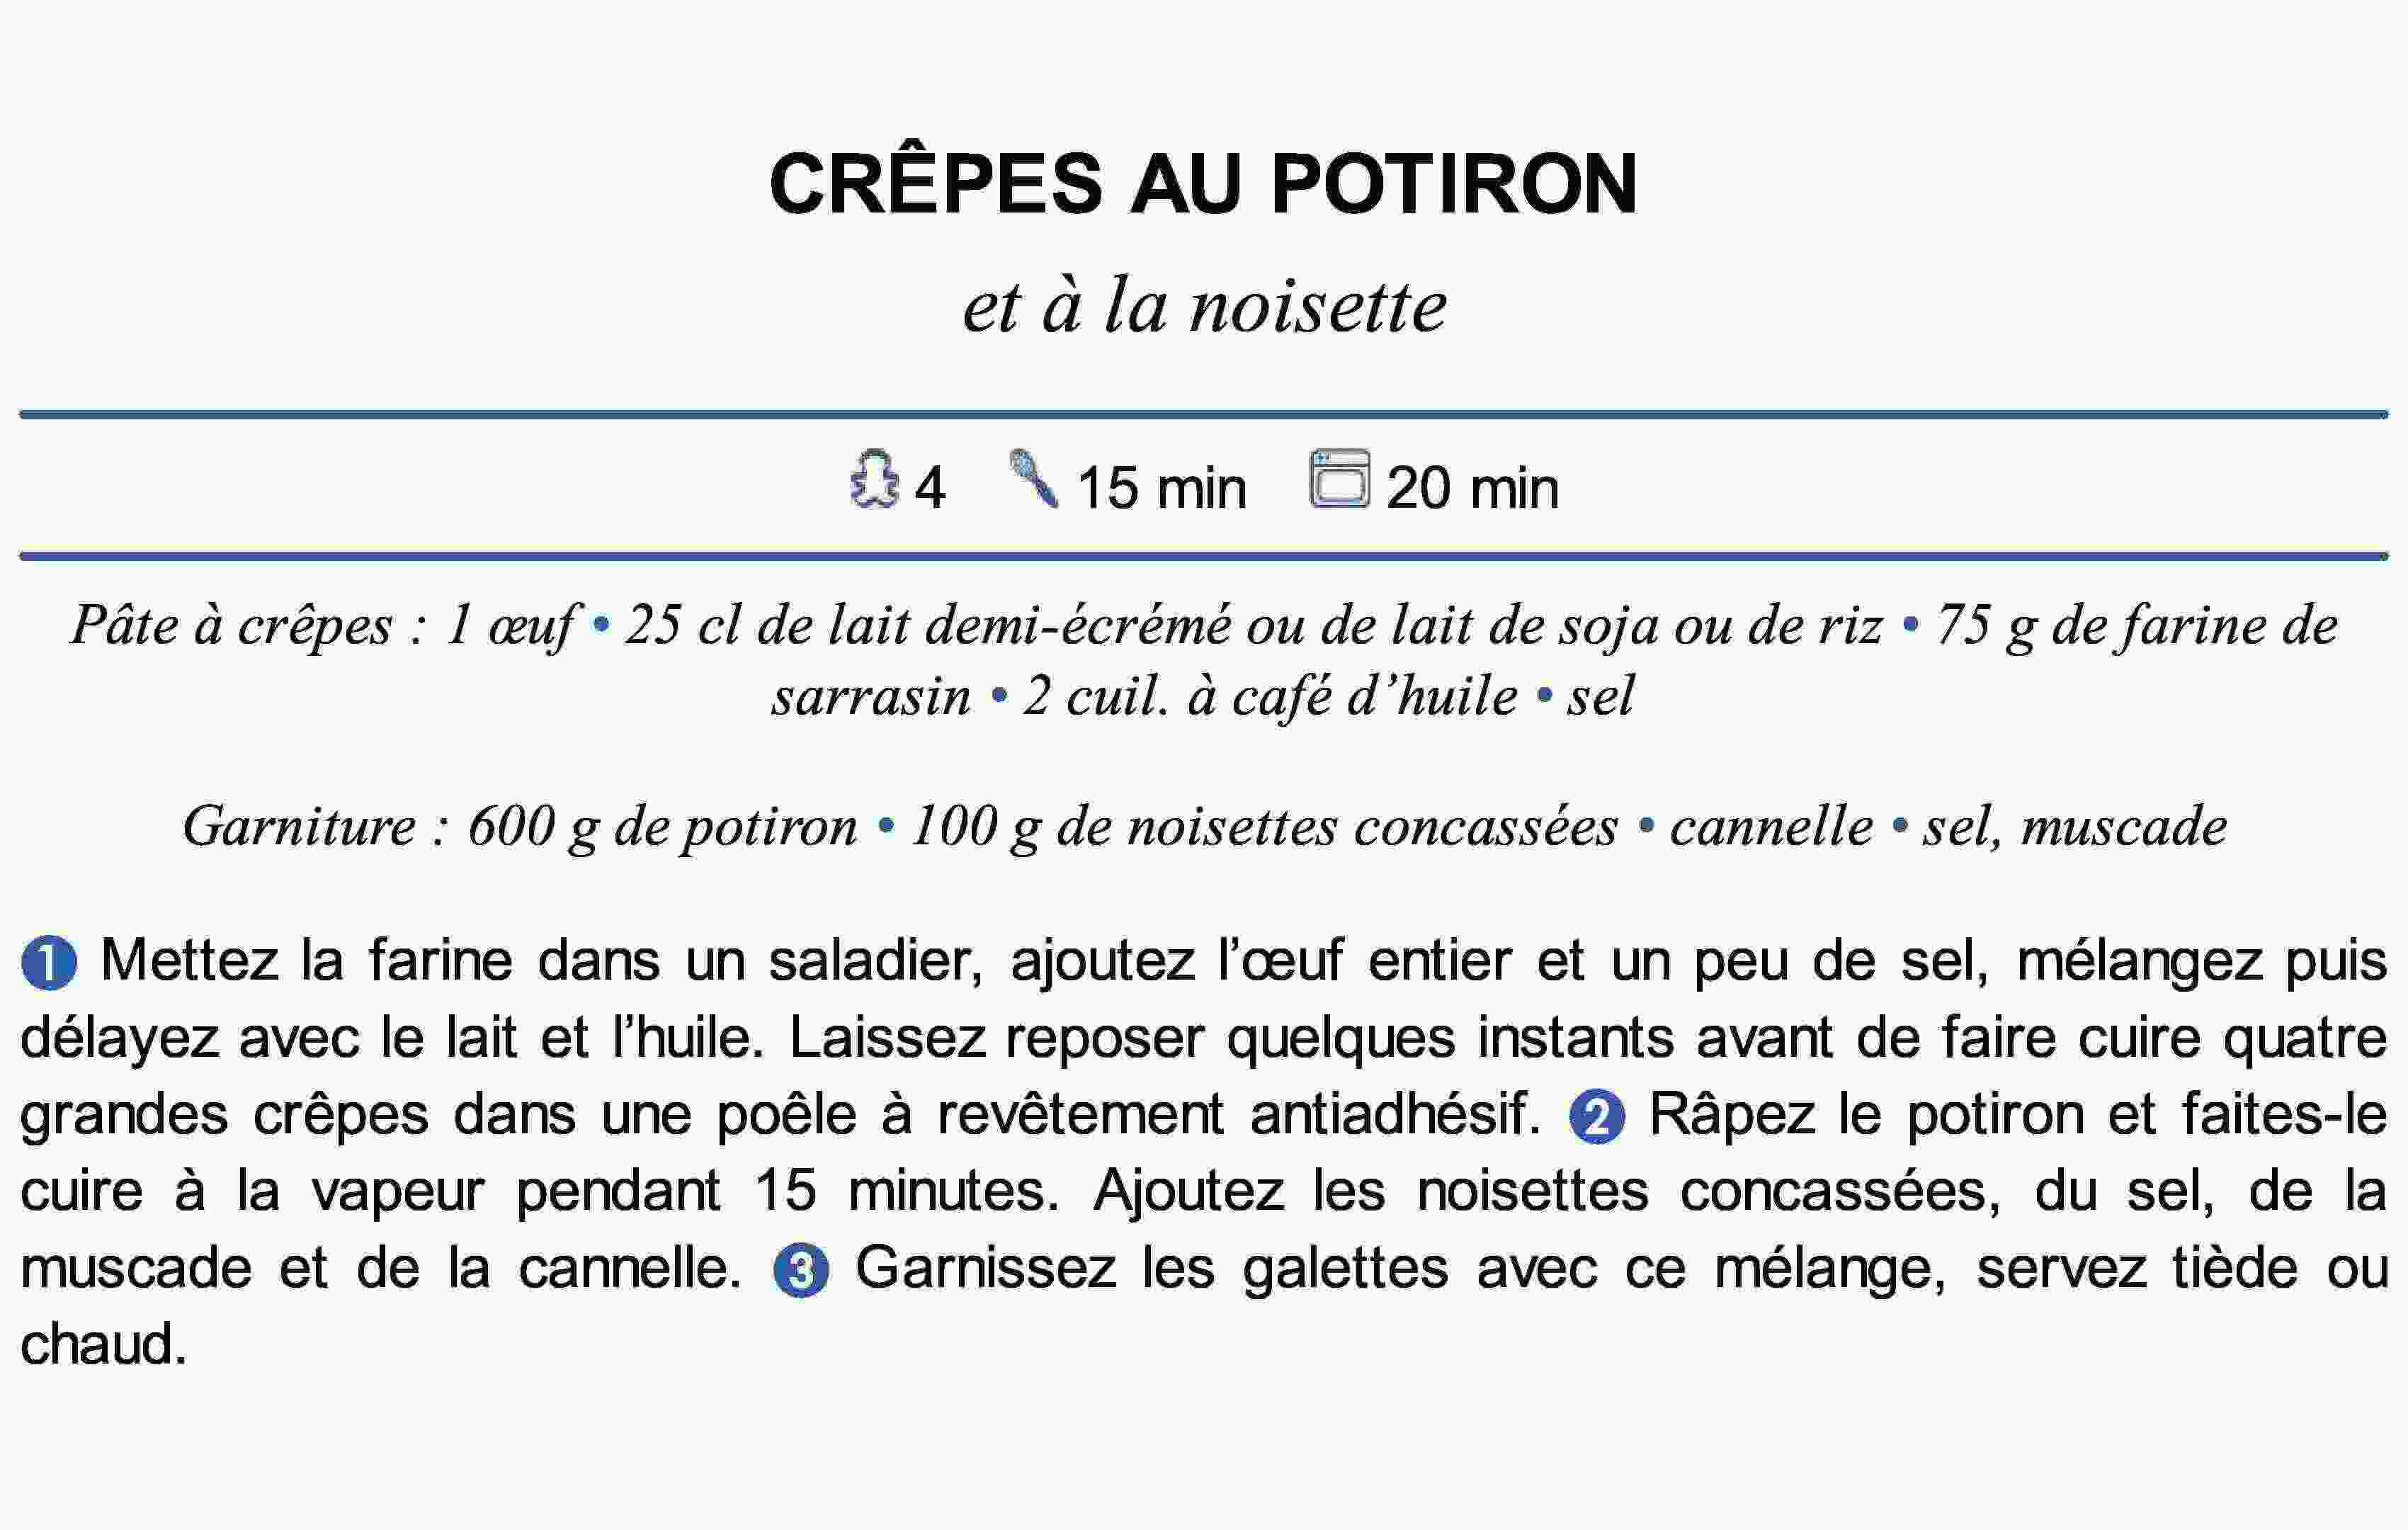 CRÊPES AU POTIRON
et à la noisette
4 15 min 20 min
Pâte à crêpes : 1 œuf • 25 cl de lait demi-écrémé ou de lait de soja ou de riz • 75 g de farine de
sarrasin • 2 cuil. à café d’huile • sel
Garniture : 600 g de potiron • 100 g de noisettes concassées • cannelle • sel, muscade
1 Mettez la farine dans un saladier, ajoutez l’œuf entier et un peu de sel, mélangez puis
délayez avec le lait et l’huile. Laissez reposer quelques instants avant de faire cuire quatre
grandes crêpes dans une poêle à revêtement antiadhésif. 2 Râpez le potiron et faites-le
cuire à la vapeur pendant 15 minutes. Ajoutez les noisettes concassées, du sel, de la
muscade et de la cannelle. 3 Garnissez les galettes avec ce mélange, servez tiède ou
chaud.